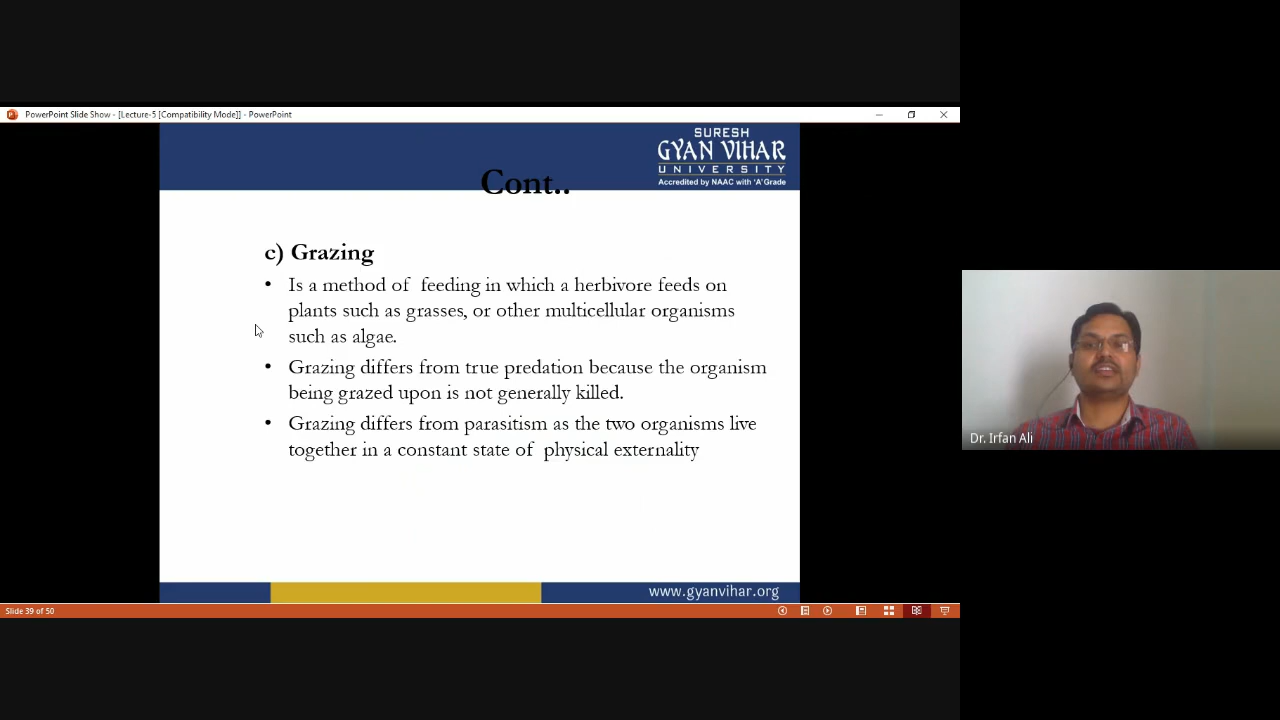 PowerPoint Slide Show - [Lecture-5 [Compatibility Mode]] - PowerPoint
SURESH
GYAN VIHAR
UNIVERSITY
Accredited by NAAC with 'A' Grade
Cont..
c) Grazing
• Is a method of feeding in which a herbivore feeds on
plants such as grasses, or other multicellular organisms
such as algae.
• Grazing differs from true predation because the organism
being grazed upon is not generally killed.
• Grazing differs from parasitism as the two organisms live
together in a constant state of physical externality
Dr. Irfan Ali
www.gyanvihar.org
Slide 39 of 50